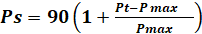 Ps = 90 (1 + (Pt-P max)/(Pmax))